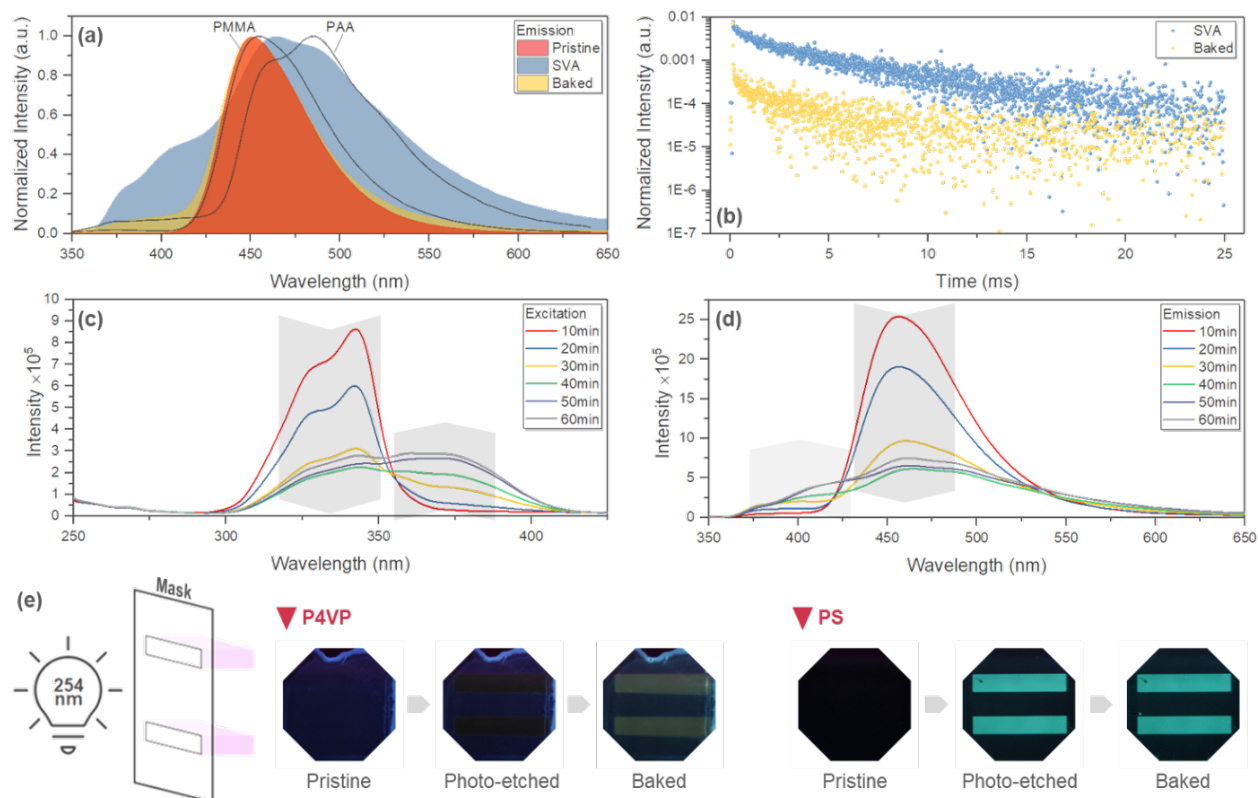 (a)
PMMA
PAA
Emission
Pristine
SVA
Baked
Normalized Intensity (a.u.)
1.0
0.8
0.6
0.4
0.2
0.0
350 400 450 500 550 600 650
Wavelength (nm)
(b)
SVA
Baked
Normalized Intensity (a.u.)
0.01
0.001
1E-4
1E-5
1E-6
1E-7
0 5 10 15 20 25
Time (ms)
(c)
Excitation
10min
20min
30min
40min
50min
60min
Intensity ×10⁵
10
9
8
7
6
5
4
3
2
1
0
250 300 350 400
Wavelength (nm)
(d)
Emission
10min
20min
30min
40min
50min
60min
Intensity ×10⁵
25
20
15
10
5
0
350 400 450 500 550 600 650
Wavelength (nm)
(e)
254
nm
Mask
P4VP
Pristine
Photo-etched
Baked
PS
Pristine
Photo-etched
Baked